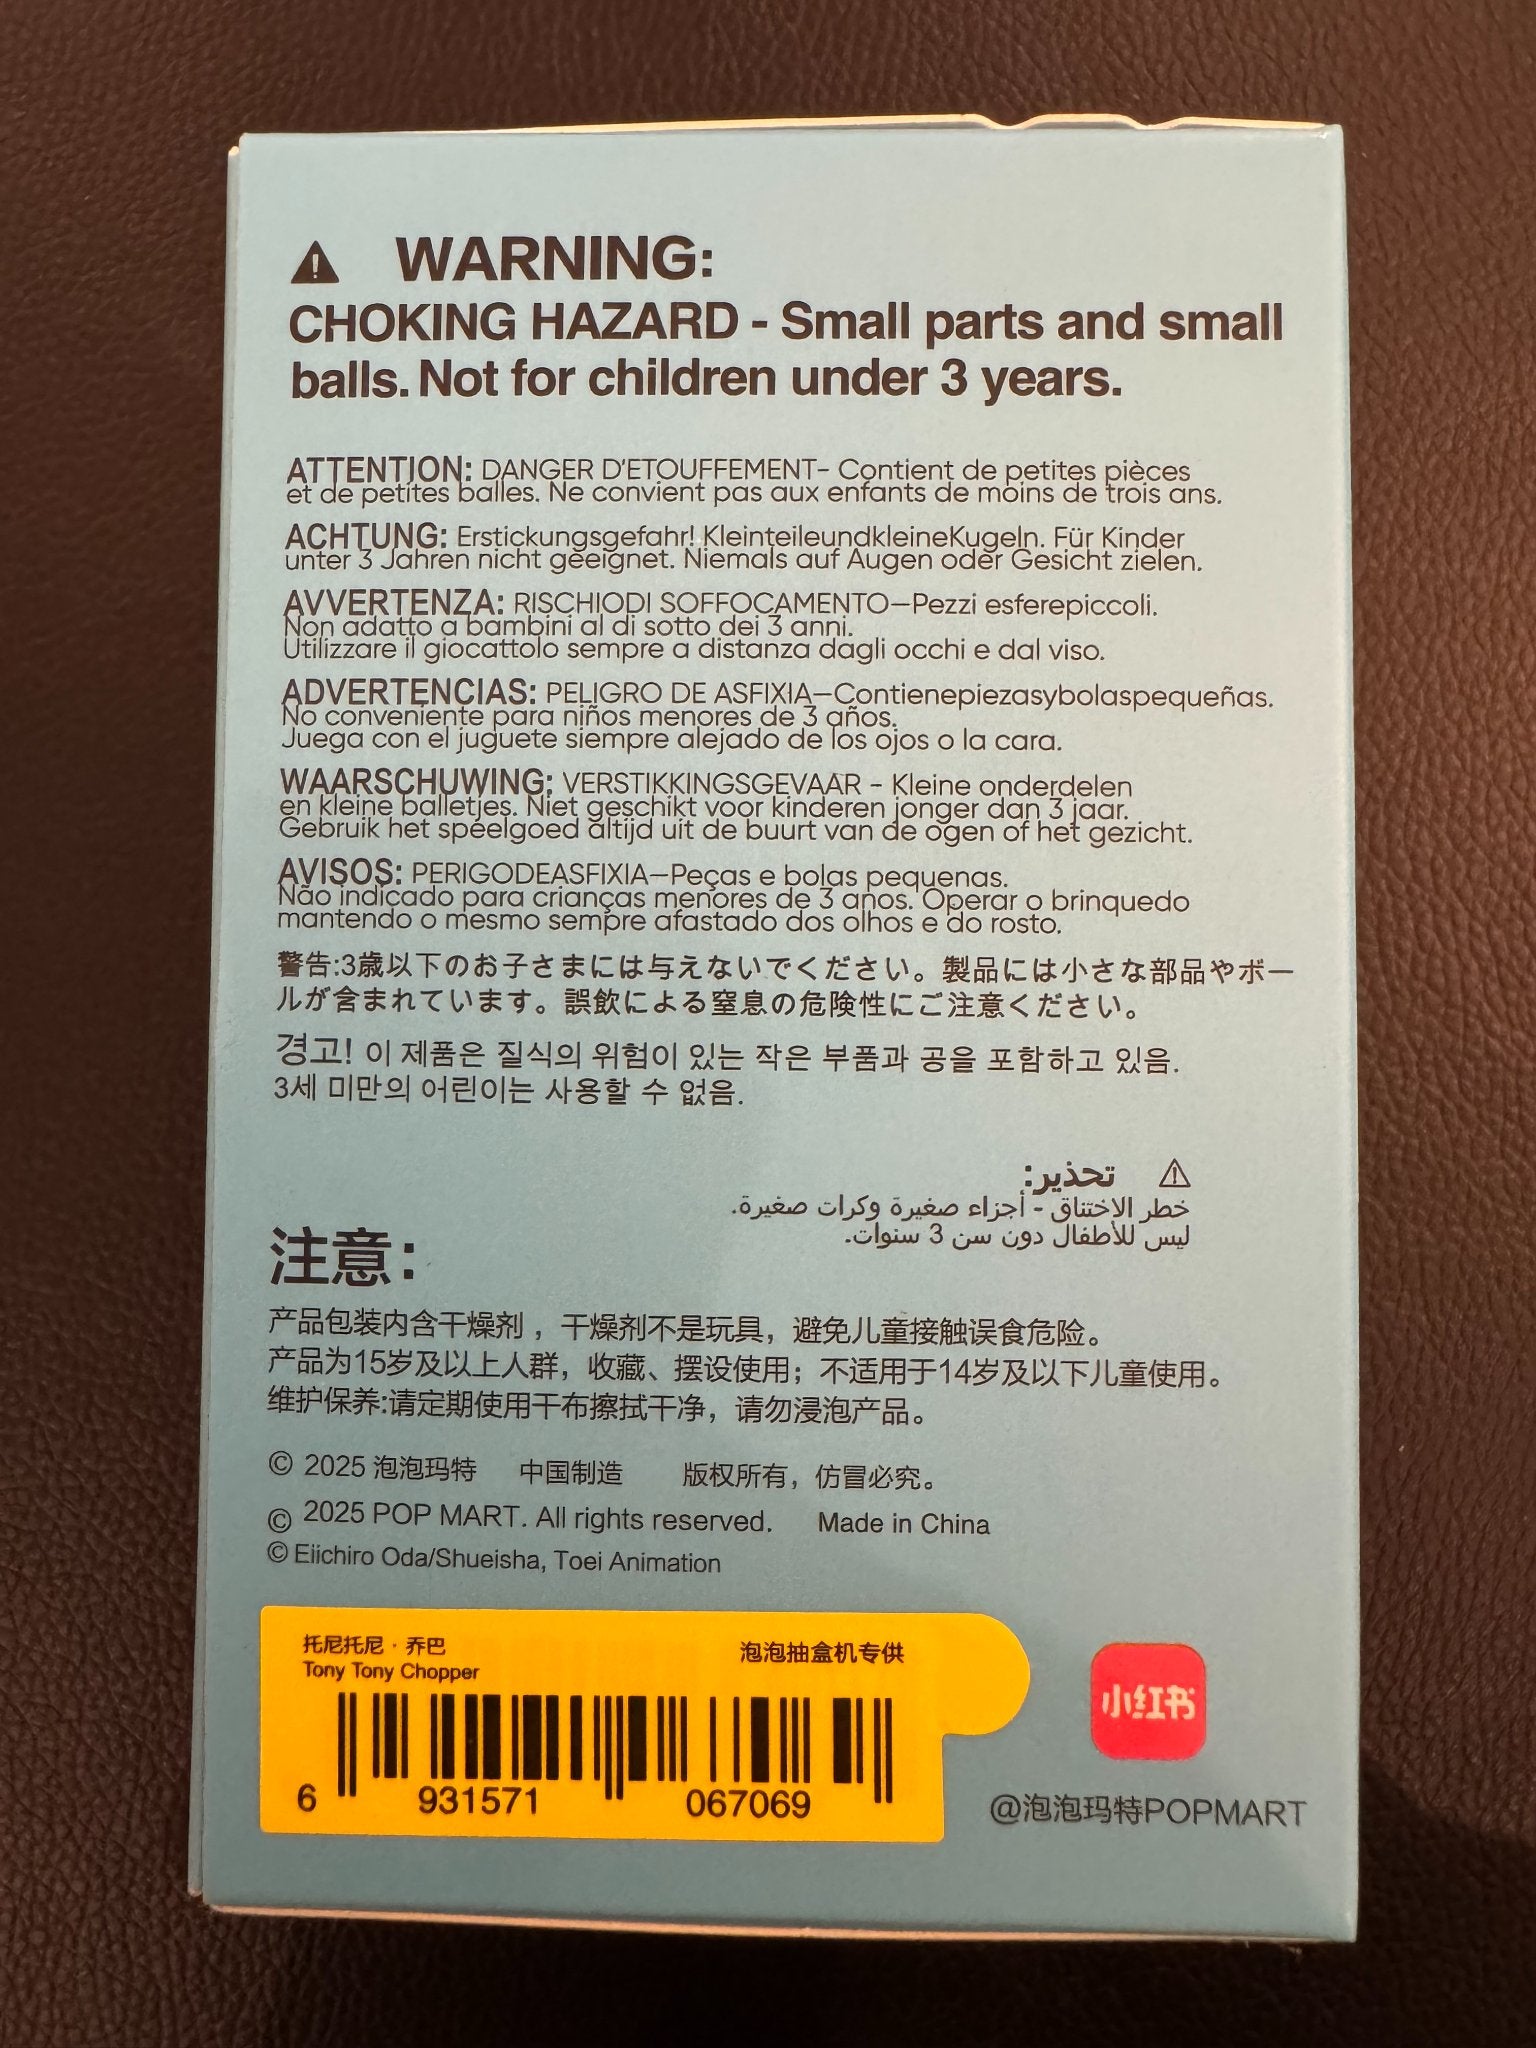 WARNING:
CHOKING HAZARD - Small parts and small
balls. Not for children under 3 years.
ATTENTION: DANGER D'ETOUFFEMENT- Contient de petites pièces
et de petites balles. Ne convient pas aux enfants de moins de trois ans.
ACHTUNG: Erstickungsgefahr! KleinteileundkleineKugeln. Für Kinder
unter 3 Jahren nicht geeignet. Niemals auf Augen oder Gesicht zielen.
AVVERTENZA: RISCHIODI SOFFOCAMENTO—Pezzi esferepiccoli.
Non adatto a bambini al di sotto dei 3 anni.
Utilizzare il giocattolo sempre a distanza dagli occhi e dal viso.
ADVERTENCIAS: PELIGRO DE ASFIXIA—Contienepiezasybolaspequeñas.
No conveniente para niños menores de 3 años.
Juega con el juguete siempre alejado de los ojos o la cara.
WAARSCHUWING: VERSTIKKINGSGEVAAR - Kleine onderdelen
en kleine balletjes. Niet geschikt voor kinderen jonger dan 3 jaar.
Gebruik het speelgoed altijd uit de buurt van de ogen of het gezicht.
AVISOS: PERIGODEASFIXIA—Peças e bolas pequenas.
Não indicado para crianças menores de 3 anos. Operar o brinquedo
mantendo o mesmo sempre afastado dos olhos e do rosto.
警告:3歳以下のお子さまには与えないでください。製品には小さな部品やボー
ルが含まれています。誤飲による窒息の危険性にご注意ください。
경고! 이 제품은 질식의 위험이 있는 작은 부품과 공을 포함하고 있음.
3세 미만의 어린이는 사용할 수 없음.
تحذير:
خطر الاختناق - أجزاء صغيرة وكرات صغيرة.
ليس للأطفال دون سن 3 سنوات.
注意：
产品包装内含干燥剂，干燥剂不是玩具，避免儿童接触误食危险。
产品为15岁及以上人群，收藏、摆设使用；不适用于14岁及以下儿童使用。
维护保养:请定期使用干布擦拭干净，请勿浸泡产品。
© 2025 泡泡玛特 中国制造 版权所有，仿冒必究。
© 2025 POP MART. All rights reserved. Made in China
© Eiichiro Oda/Shueisha, Toei Animation
托尼托尼·乔巴 泡泡抽盒机专供
Tony Tony Chopper
6 931571 067069
小红书
@泡泡玛特POPMART